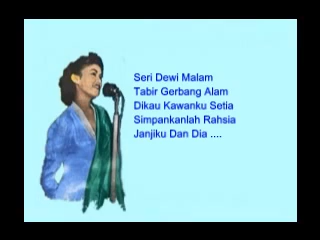 Seri Dewi Malam
Tabir Gerbang Alam
Dikau Kawanku Setia
Simpankanlah Rahsia
Janjiku Dan Dia ....